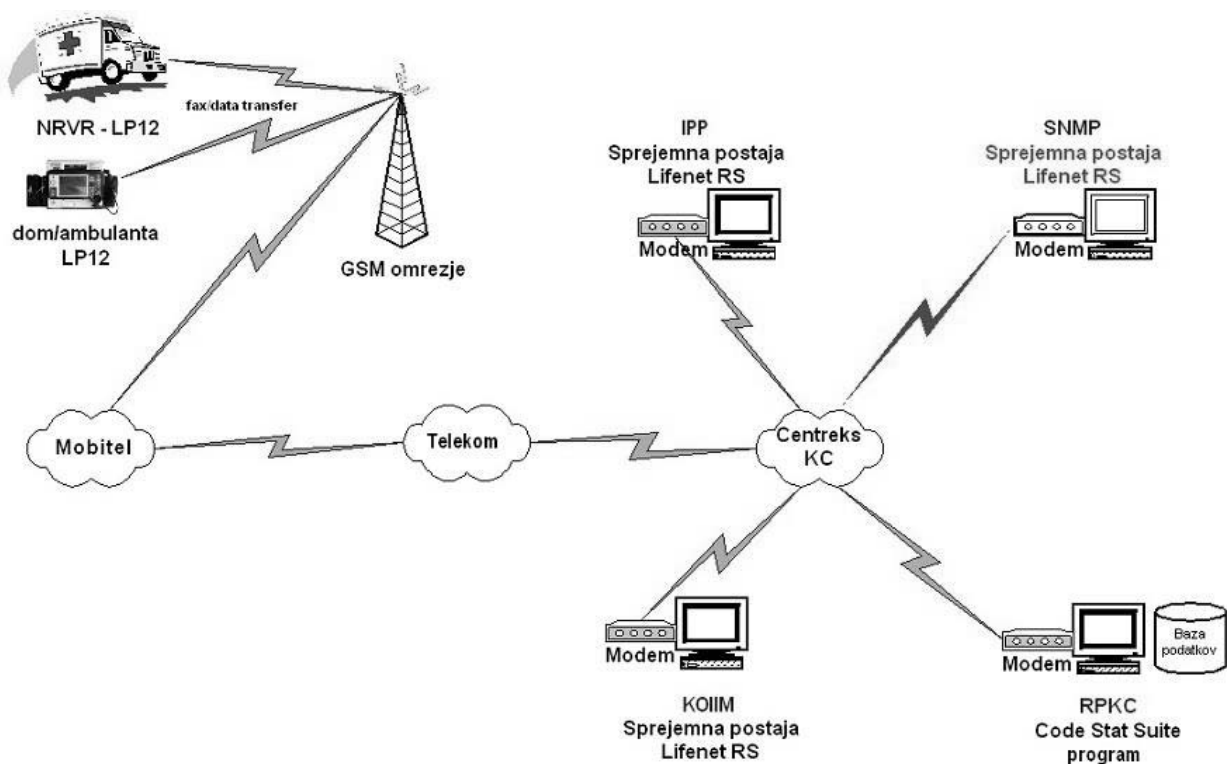 fax/data transfer
NRVR - LP12
dom/ambulanta
LP12
GSM omrezje
IPP
Sprejemna postaja
Lifenet RS
Modem
SNMP
Sprejemna postaja
Lifenet RS
Modem
Mobitel
Telekom
Centreks
KC
Modem
KOIIM
Sprejemna postaja
Lifenet RS
Modem
Baza
podatkov
RPKC
Code Stat Suite
program